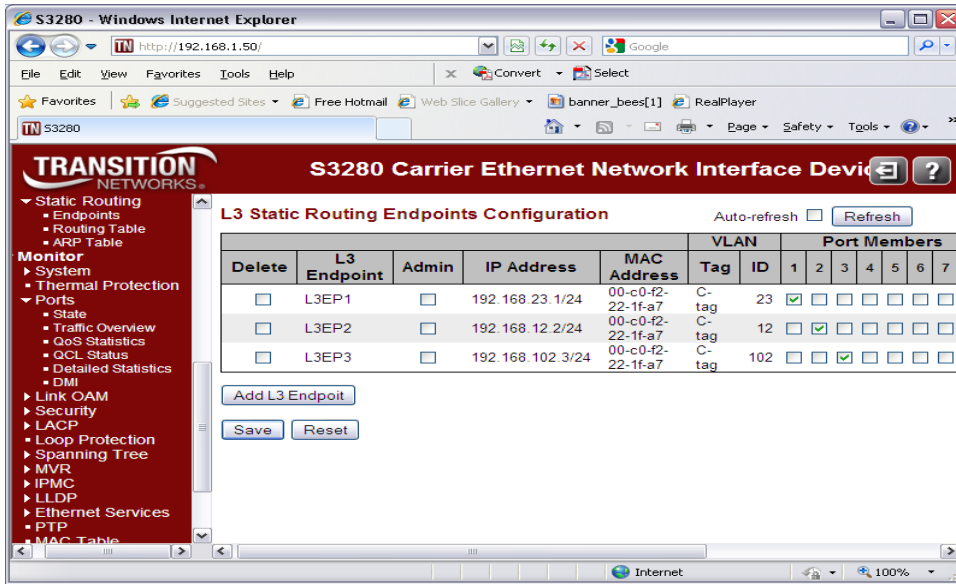 S3280 - Windows Internet Explorer
http://192.168.1.50/
Google
File Edit View Favorites Tools Help
Convert Select
Favorites Suggested Sites Free Hotmail Web Slice Gallery banner_bees[1] RealPlayer
S3280
Page Safety Tools
TRANSITION
NETWORKS®
S3280 Carrier Ethernet Network Interface Devic
Static Routing
Endpoints
Routing Table
ARP Table
Monitor
System
Thermal Protection
Ports
State
Traffic Overview
QoS Statistics
QCL Status
Detailed Statistics
DMI
Link OAM
Security
LACP
Loop Protection
Spanning Tree
MVR
IPMC
LLDP
Ethernet Services
PTP
MAC Table
L3 Static Routing Endpoints Configuration
Auto-refresh Refresh
VLAN Port Members
Delete L3 Endpoint Admin IP Address MAC Address Tag ID 1 2 3 4 5 6 7
L3EP1 192.168.23.1/24 00-c0-f2-22-1f-a7 C-tag 23
L3EP2 192.168.12.2/24 00-c0-f2-22-1f-a7 C-tag 12
L3EP3 192.168.102.3/24 00-c0-f2-22-1f-a7 C-tag 102
Add L3 Endpoit
Save Reset
Internet 100%